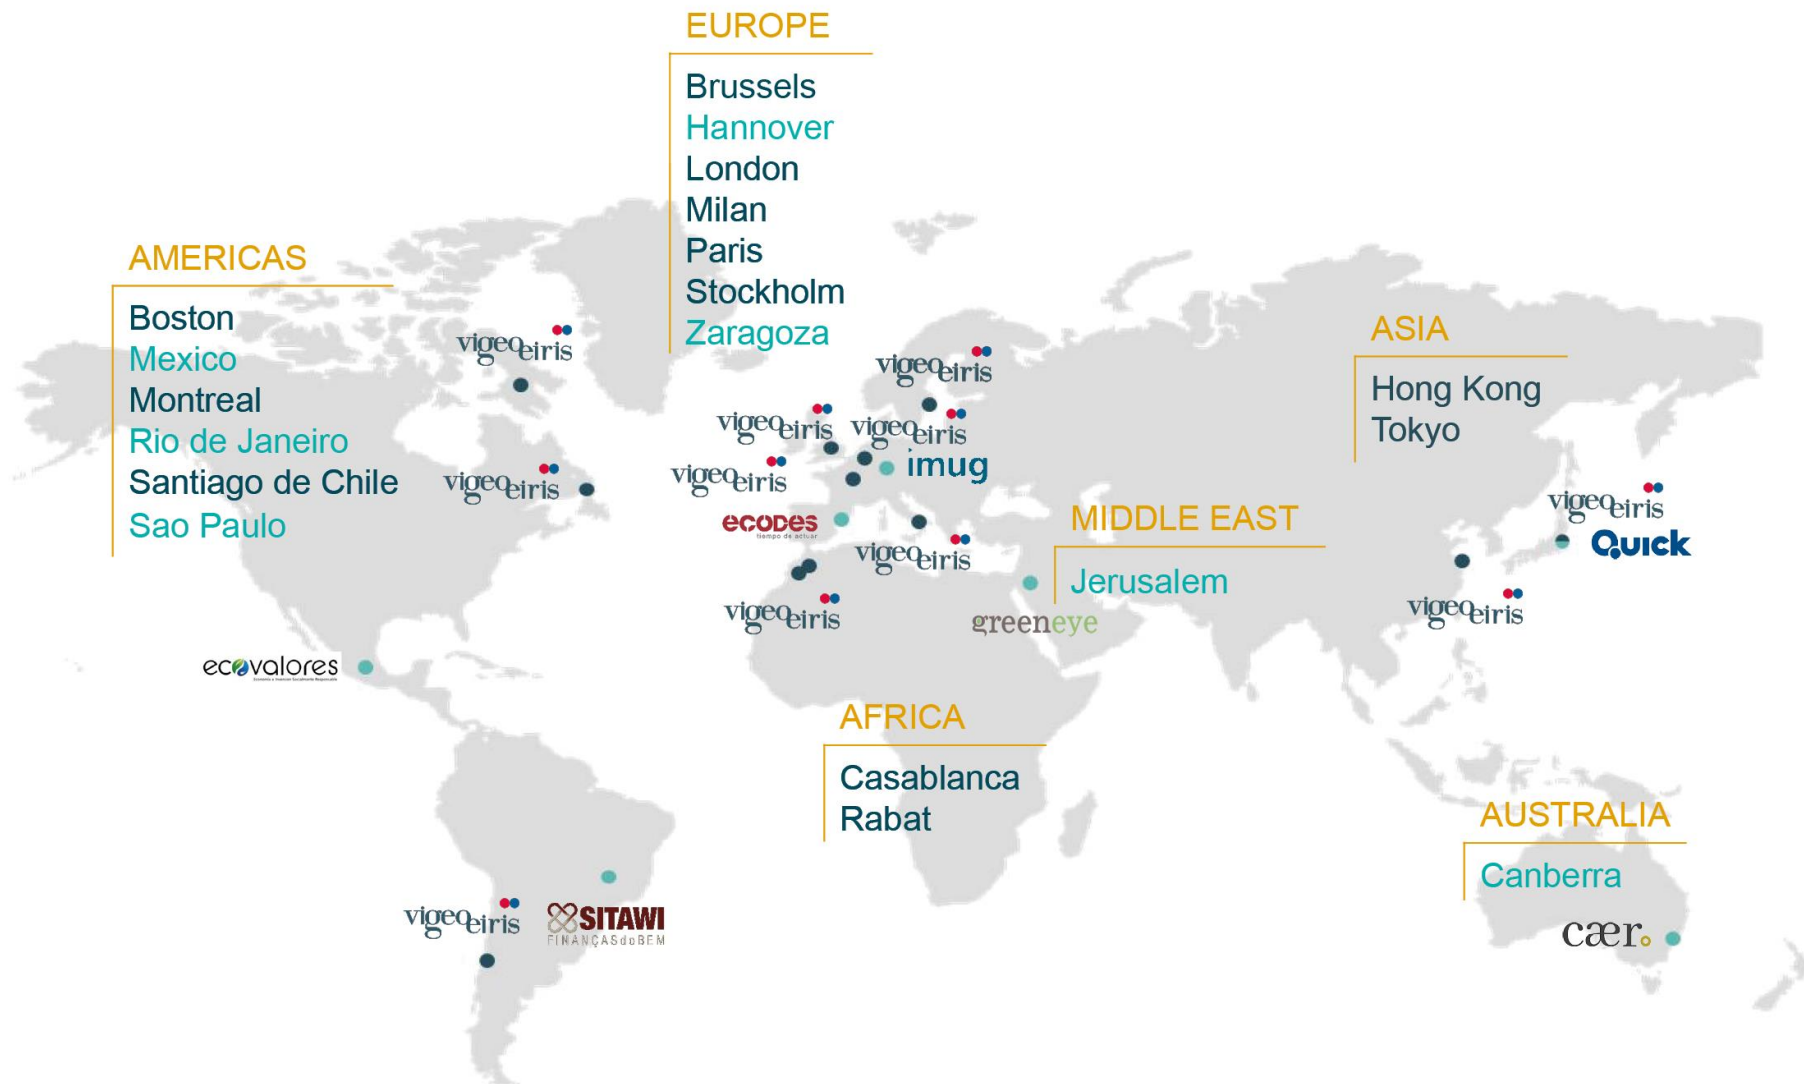 EUROPE
Brussels
Hannover
London
Milan
Paris
Stockholm
Zaragoza
AMERICAS
Boston
Mexico
Montreal
Rio de Janeiro
Santiago de Chile
Sao Paulo
ASIA
Hong Kong
Tokyo
MIDDLE EAST
Jerusalem
AFRICA
Casablanca
Rabat
AUSTRALIA
Canberra
vigeo eiris
vigeo eiris
vigeo eiris
vigeo eiris
vigeo eiris
imug
vigeo eiris
ecodes
tiempo de actuar
vigeo eiris
vigeo eiris
greeneye
vigeo eiris
Quick
vigeo eiris
ecovalores
vigeo eiris
SITAWI
FINANÇASdoBEM
cær.